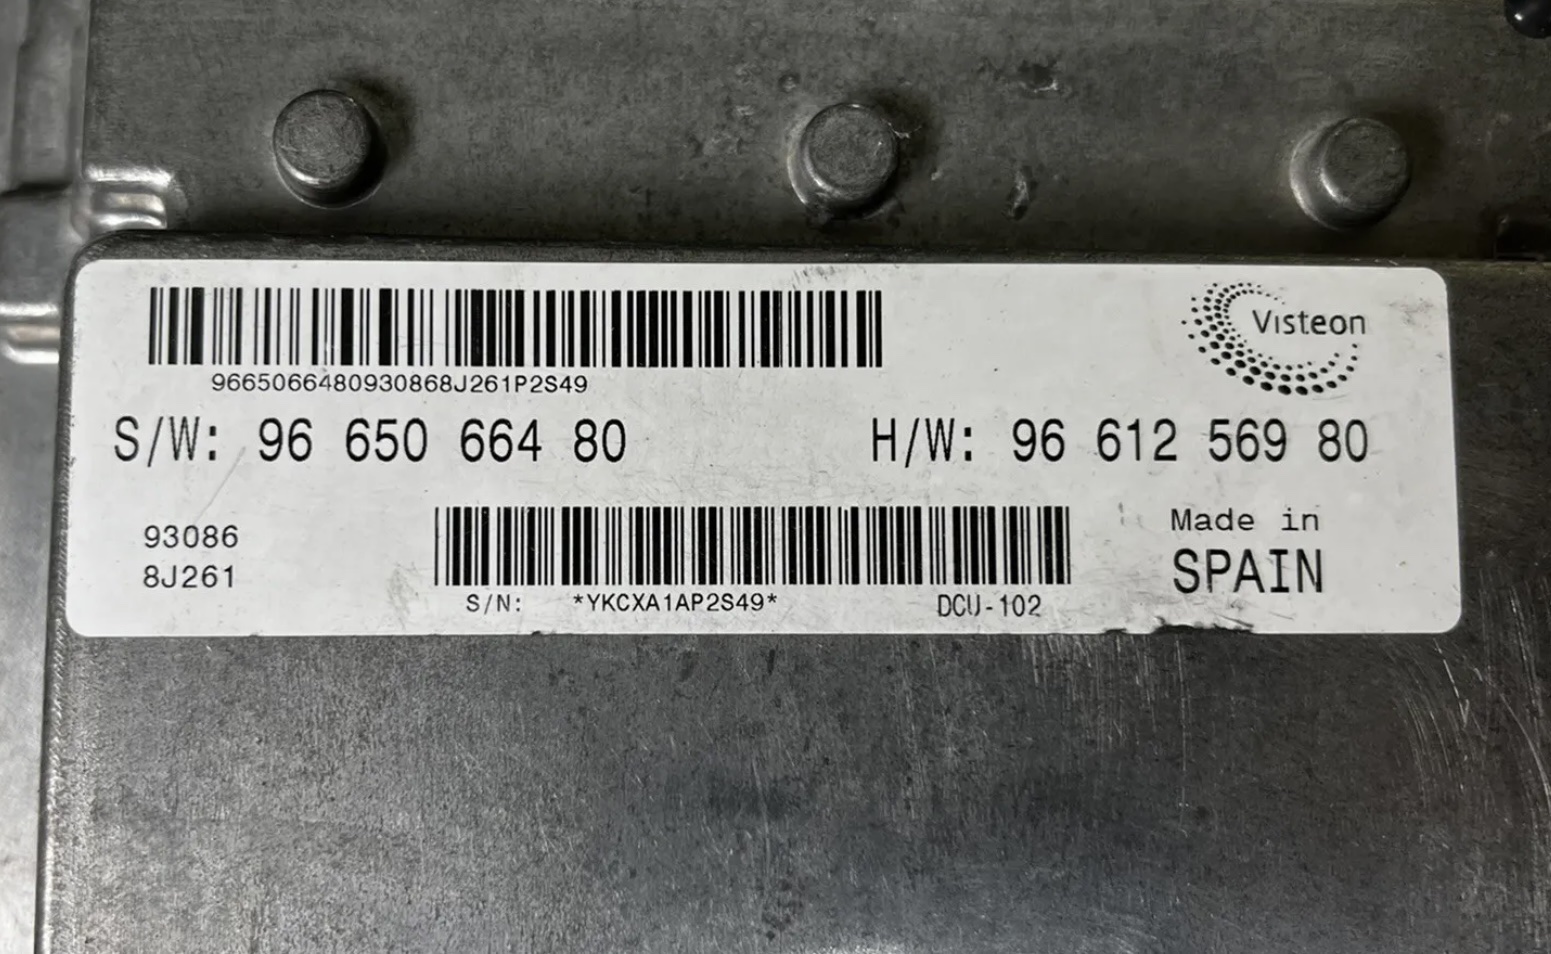 Visteon
9665066480930868J261P2S49
S/W: 96 650 664 80 H/W: 96 612 569 80
93086
8J261
Made in
SPAIN
S/N: *YKCXA1AP2S49* DCU-102